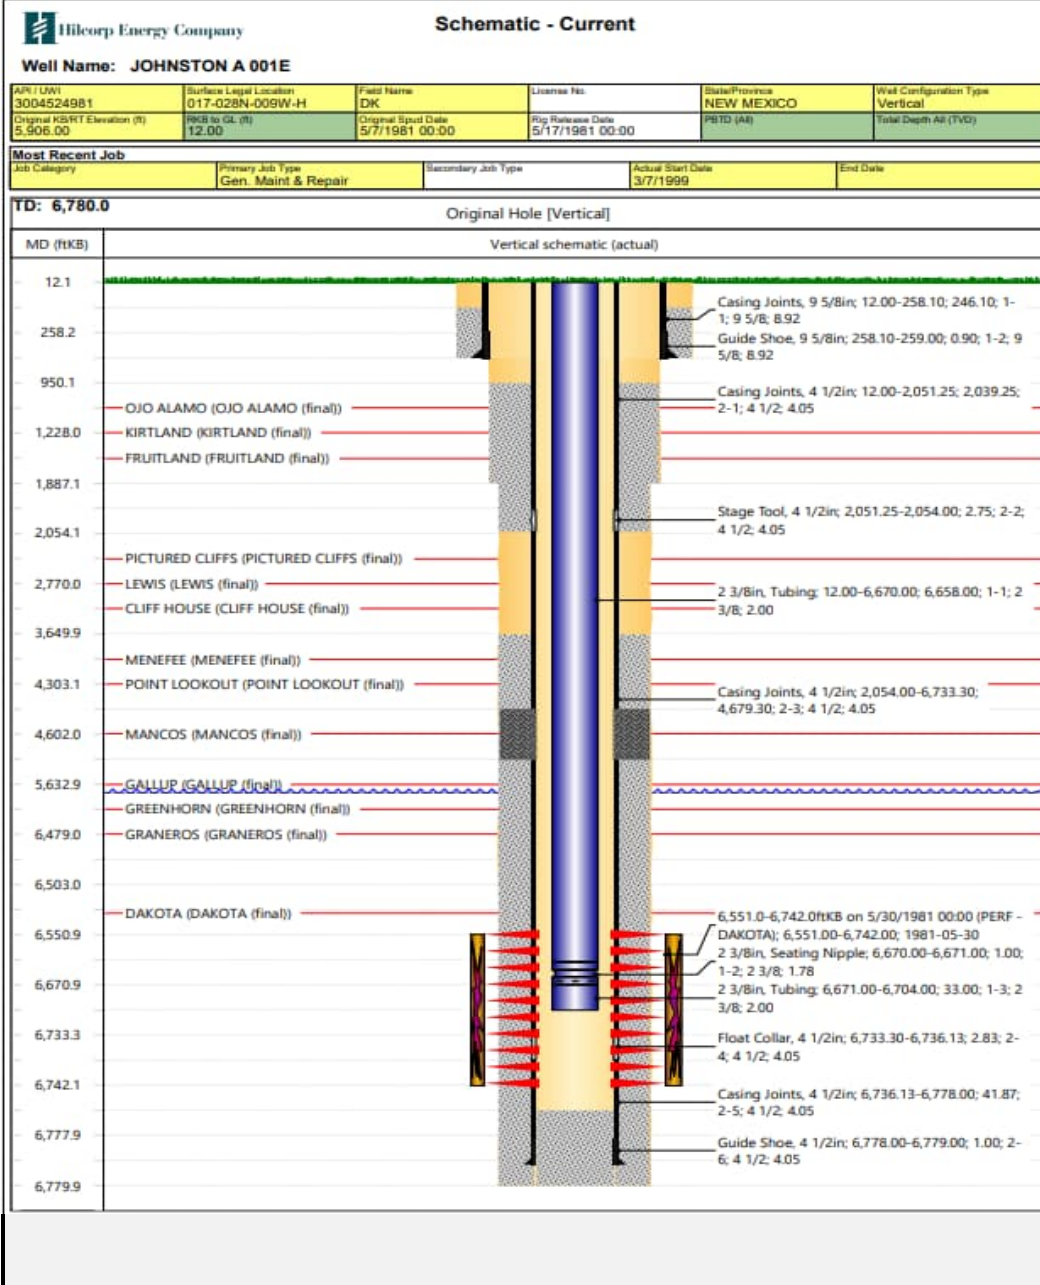 Hilcorp Energy Company
Schematic - Current
Well Name: JOHNSTON A 001E
API / UWI
3004524981
Surface Legal Location
017-028N-009W-H
Field Name
DK
License No.
State/Province
NEW MEXICO
Well Configuration Type
Vertical
Original KB/RT Elevation (ft)
5,906.00
RKB to GL (ft)
12.00
Original Spud Date
5/7/1981 00:00
Rig Release Date
5/17/1981 00:00
PBTD (All)
Total Depth All (TVD)
Most Recent Job
Job Category
Primary Job Type
Gen. Maint & Repair
Secondary Job Type
Actual Start Date
3/7/1999
End Date
TD: 6,780.0
Original Hole [Vertical]
MD (ftKB)
Vertical schematic (actual)
12.1
258.2
950.1
1,228.0
1,887.1
2,054.1
2,770.0
3,649.9
4,303.1
4,602.0
5,632.9
6,479.0
6,503.0
6,550.9
6,670.9
6,733.3
6,742.1
6,777.9
6,779.9
OJO ALAMO (OJO ALAMO (final))
KIRTLAND (KIRTLAND (final))
FRUITLAND (FRUITLAND (final))
PICTURED CLIFFS (PICTURED CLIFFS (final))
LEWIS (LEWIS (final))
CLIFF HOUSE (CLIFF HOUSE (final))
MENEFEE (MENEFEE (final))
POINT LOOKOUT (POINT LOOKOUT (final))
MANCOS (MANCOS (final))
GALLUP (GALLUP (final))
GREENHORN (GREENHORN (final))
GRANEROS (GRANEROS (final))
DAKOTA (DAKOTA (final))
Casing Joints, 9 5/8in; 12.00-258.10; 246.10; 1-
1; 9 5/8; 8.92
Guide Shoe, 9 5/8in; 258.10-259.00; 0.90; 1-2; 9
5/8; 8.92
Casing Joints, 4 1/2in; 12.00-2,051.25; 2,039.25;
2-1; 4 1/2; 4.05
Stage Tool, 4 1/2in; 2,051.25-2,054.00; 2.75; 2-2;
4 1/2; 4.05
2 3/8in, Tubing; 12.00-6,670.00; 6,658.00; 1-1; 2
3/8; 2.00
Casing Joints, 4 1/2in; 2,054.00-6,733.30;
4,679.30; 2-3; 4 1/2; 4.05
6,551.0-6,742.0ftKB on 5/30/1981 00:00 (PERF -
DAKOTA); 6,551.00-6,742.00; 1981-05-30
2 3/8in, Seating Nipple; 6,670.00-6,671.00; 1.00;
1-2; 2 3/8; 1.78
2 3/8in, Tubing; 6,671.00-6,704.00; 33.00; 1-3; 2
3/8; 2.00
Float Collar, 4 1/2in; 6,733.30-6,736.13; 2.83; 2-
4; 4 1/2; 4.05
Casing Joints, 4 1/2in; 6,736.13-6,778.00; 41.87;
2-5; 4 1/2; 4.05
Guide Shoe, 4 1/2in; 6,778.00-6,779.00; 1.00; 2-
6; 4 1/2; 4.05